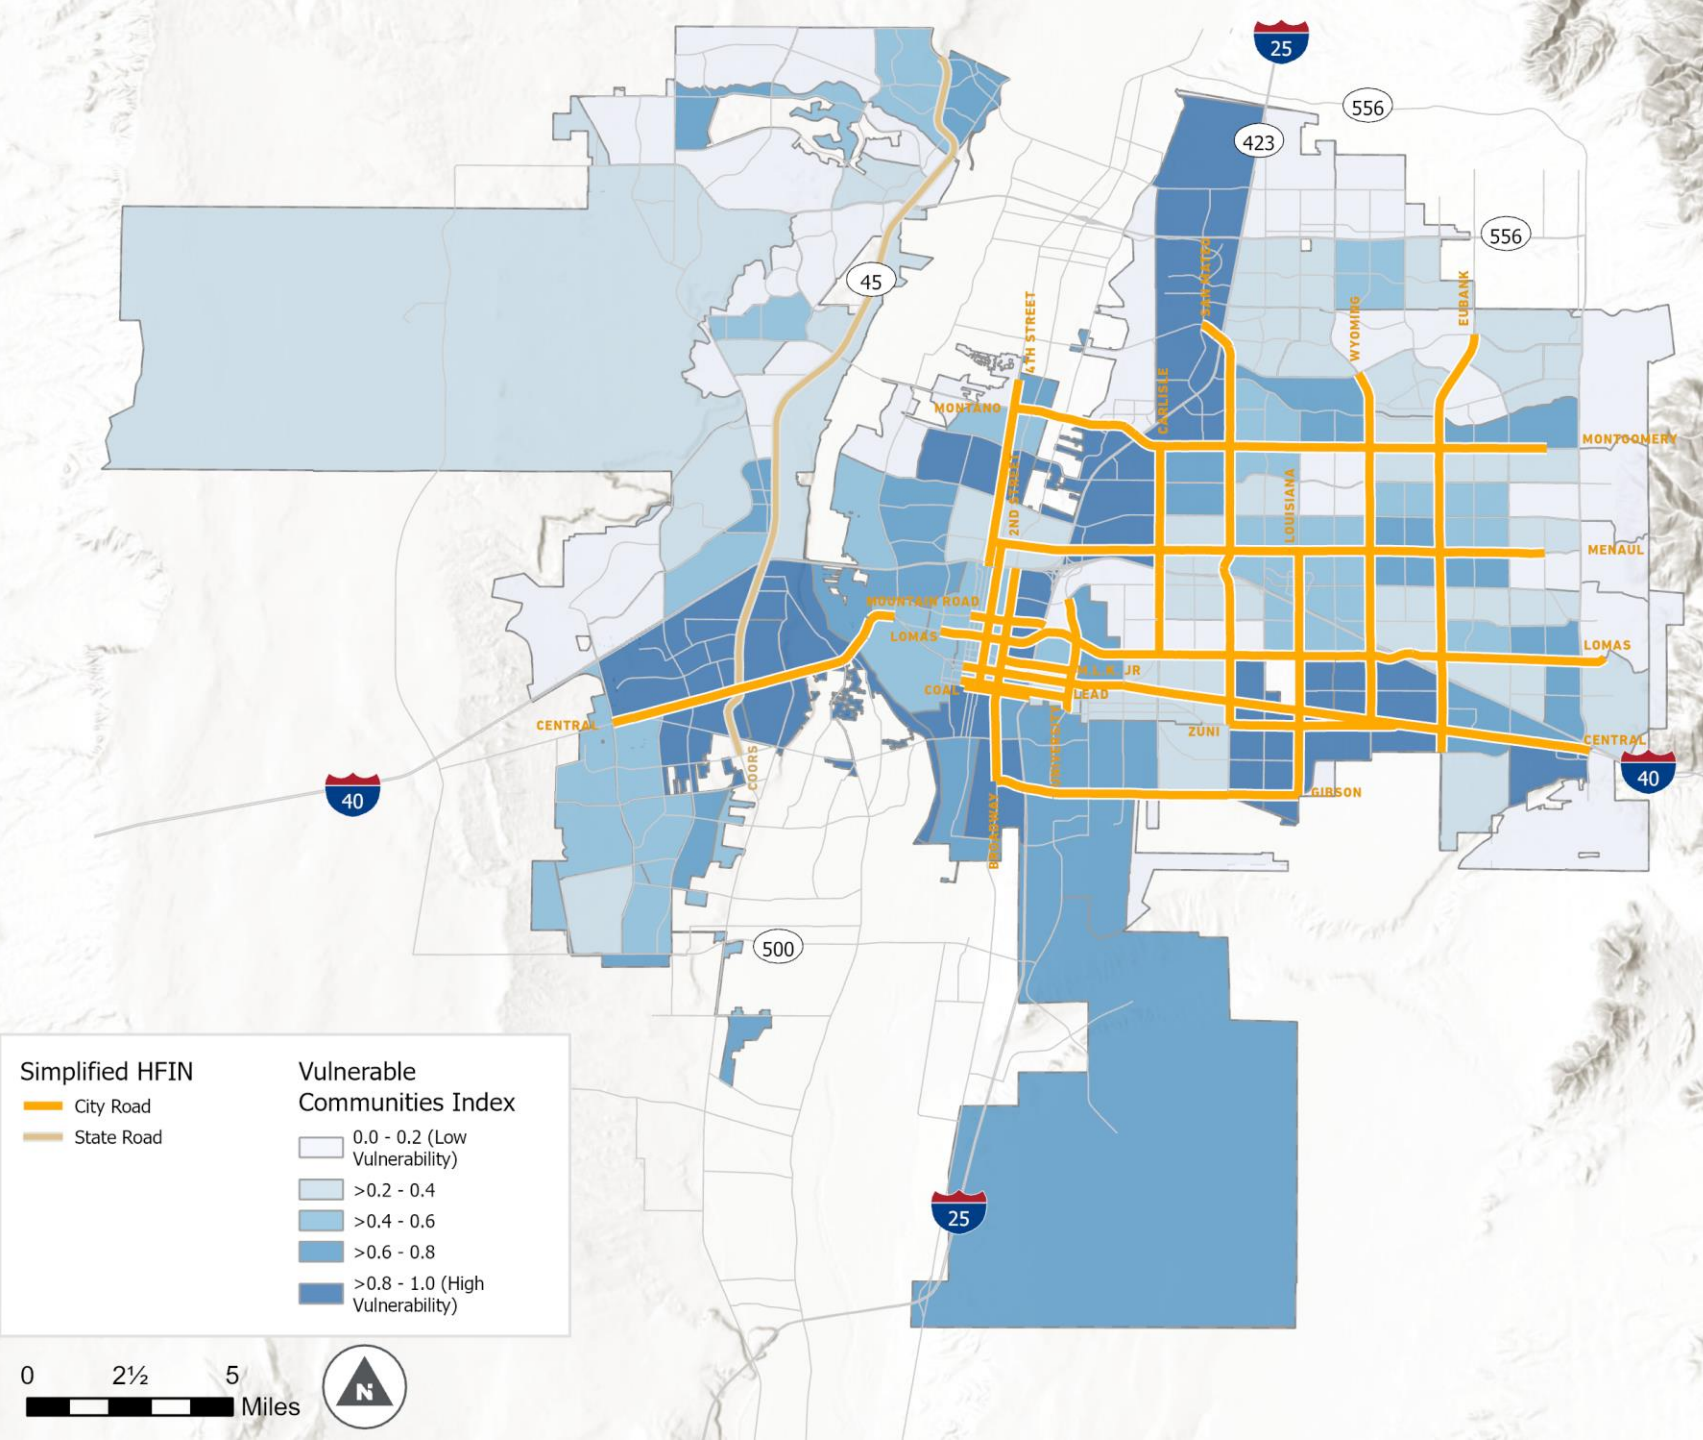 25
556
423
556
45
SAN MATEO
EUBANK
WYOMING
4TH STREET
CARLISLE
MONTANO
MONTGOMERY
2ND STREET
LOUISIANA
MENAUL
MOUNTAIN ROAD
LOMAS
LOMAS
M.L.K. JR
COAL
LEAD
CENTRAL
UNIVERSITY
ZUNI
CENTRAL
COORS
40
40
GIBSON
BROADWAY
500
Simplified HFIN
City Road
State Road
Vulnerable
Communities Index
0.0 - 0.2 (Low
Vulnerability)
>0.2 - 0.4
>0.4 - 0.6
>0.6 - 0.8
>0.8 - 1.0 (High
Vulnerability)
25
0 2½ 5
Miles
N